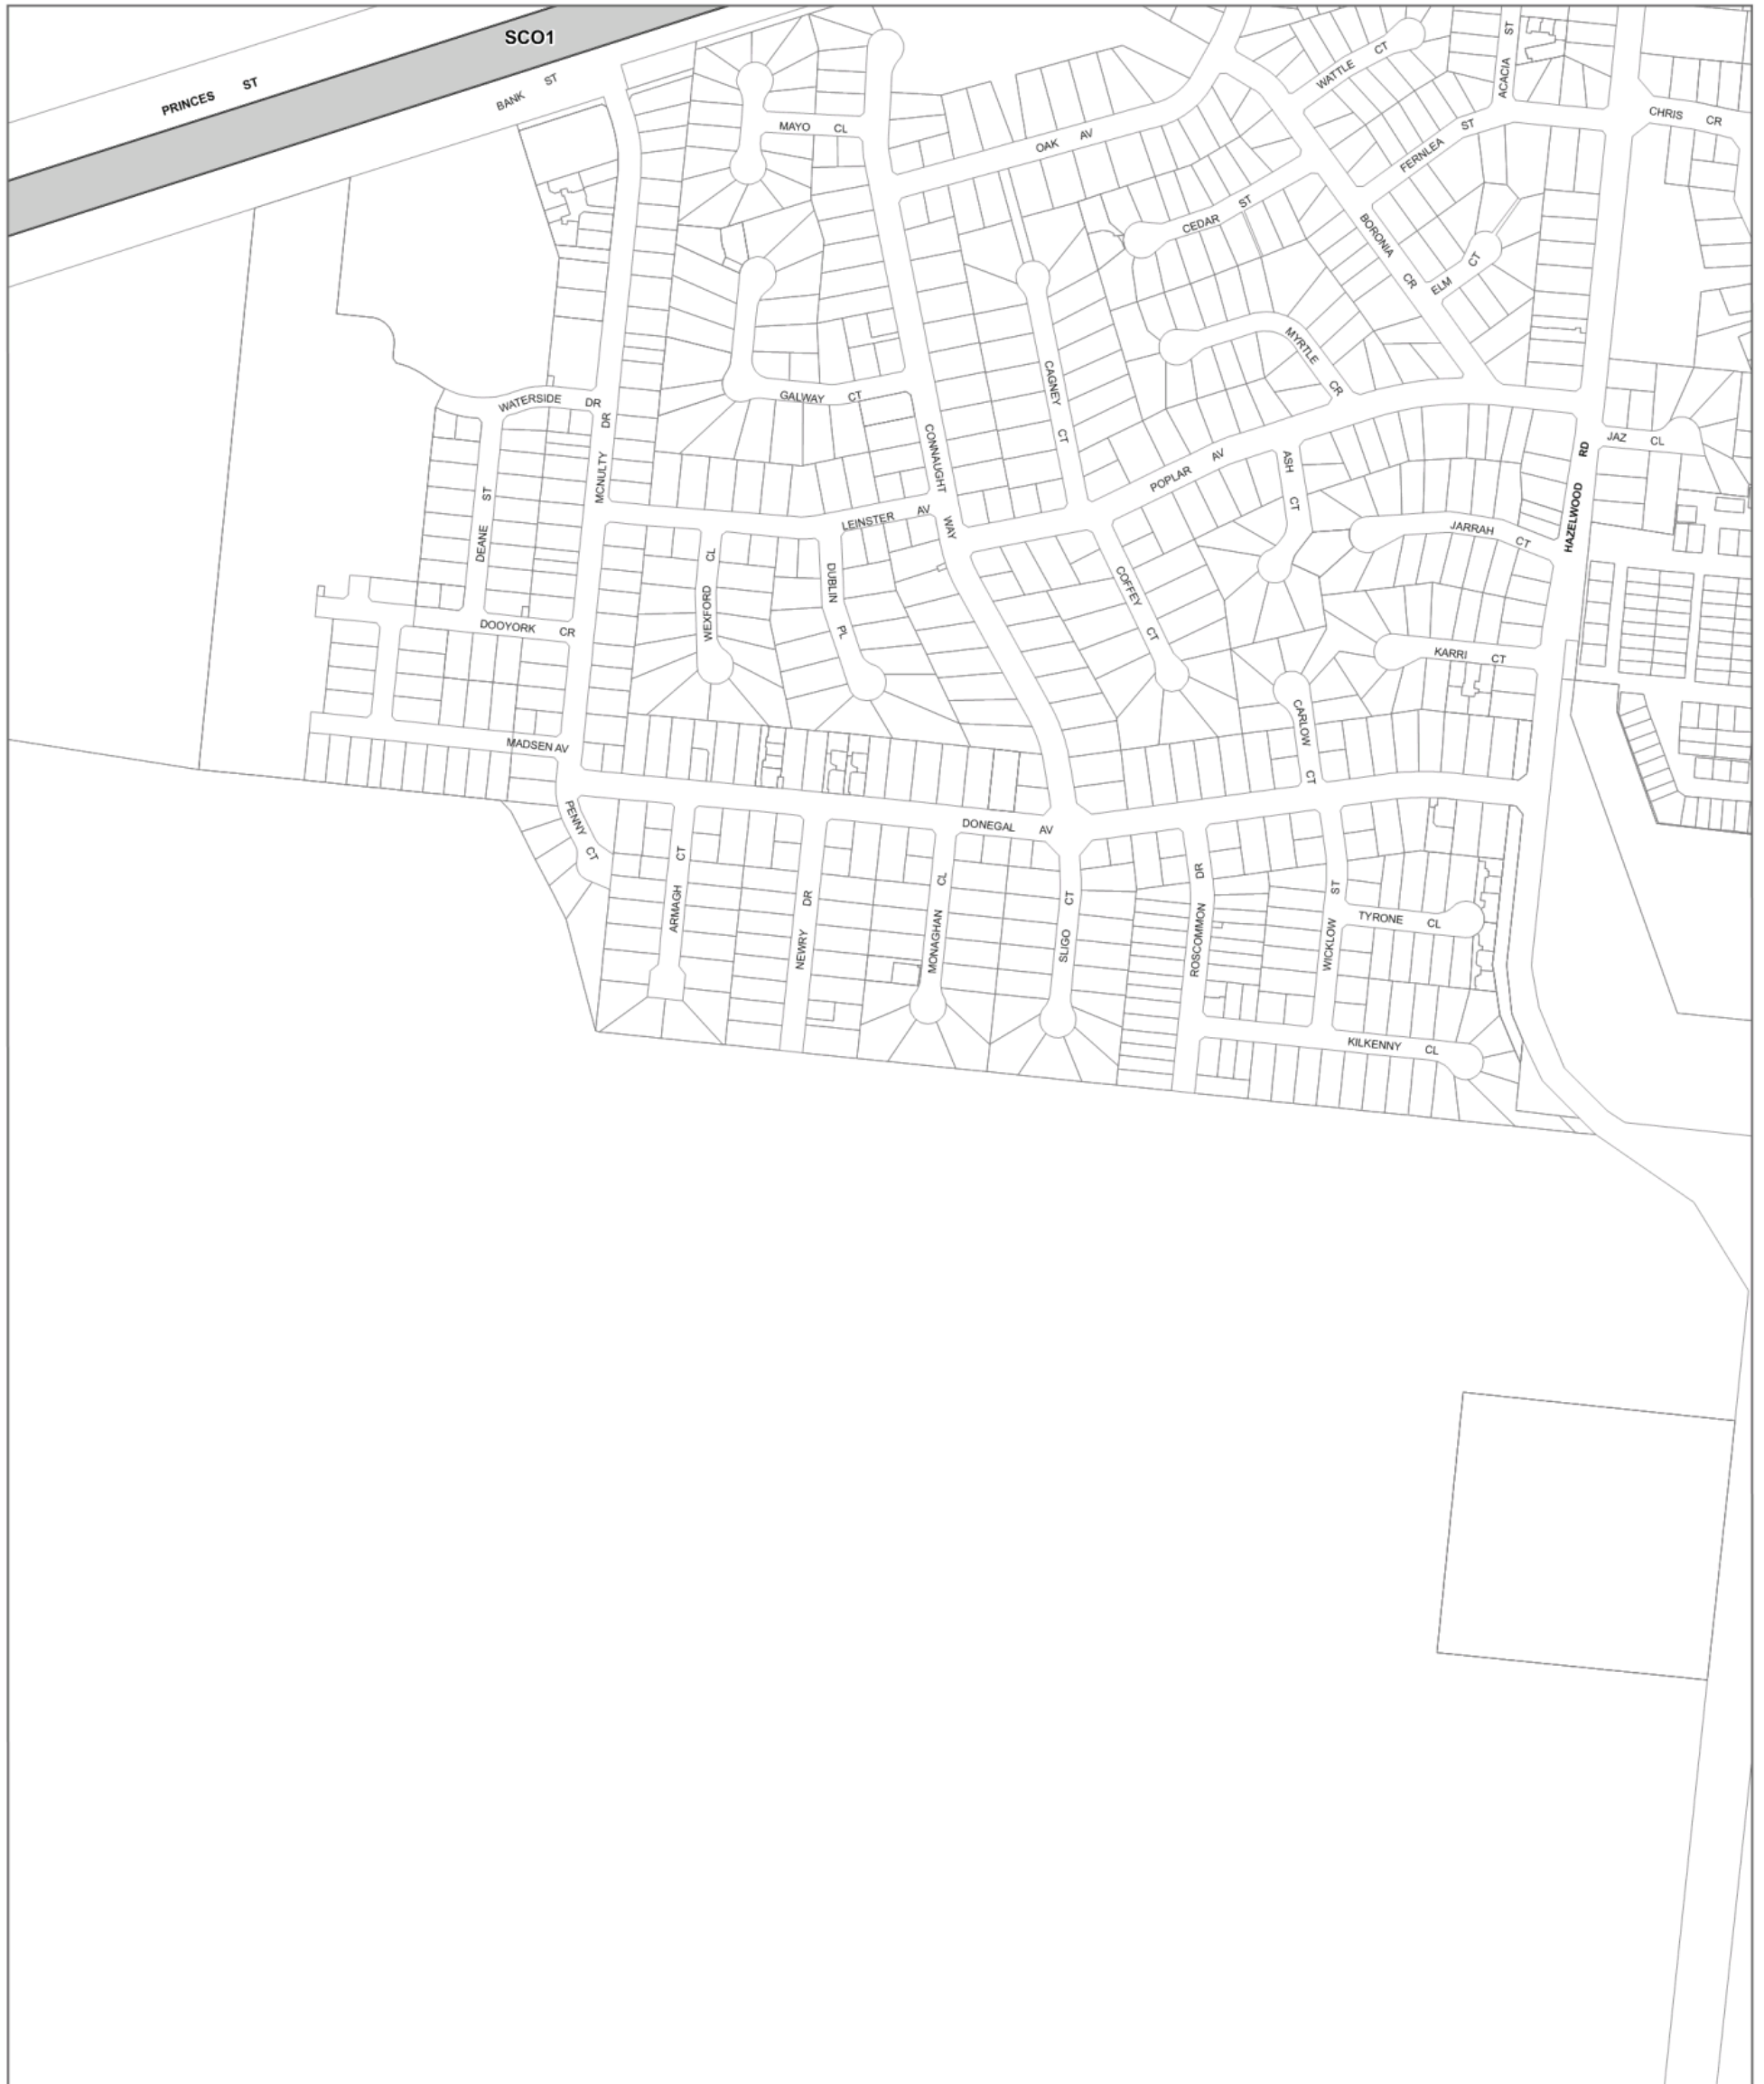 SCO1
PRINCES ST
BANK ST
MAYO CL
OAK AV
WATTLE CT
ACACIA ST
CHRIS CR
FERNLEA ST
CEDAR ST
BORONIA CR
ELM CT
MYRTLE CR
CAGNEY CT
GALWAY CT
WATERSIDE DR
MCNULTY DR
CONNAUGHT WAY
JAZ CL
HAZELWOOD RD
POPLAR AV
ASH CT
LEINSTER AV
JARRAH CT
DEANE ST
WEXFORD CL
DUBLIN PL
COFFEY CT
DOOYORK CR
KARRI CT
CARLOW CT
MADSEN AV
PENNY CT
DONEGAL AV
ARMAGH CT
NEWRY DR
MONAGHAN CL
SLIGO CT
ROSCOMMON DR
WICKLOW ST
TYRONE CL
KILKENNY CL